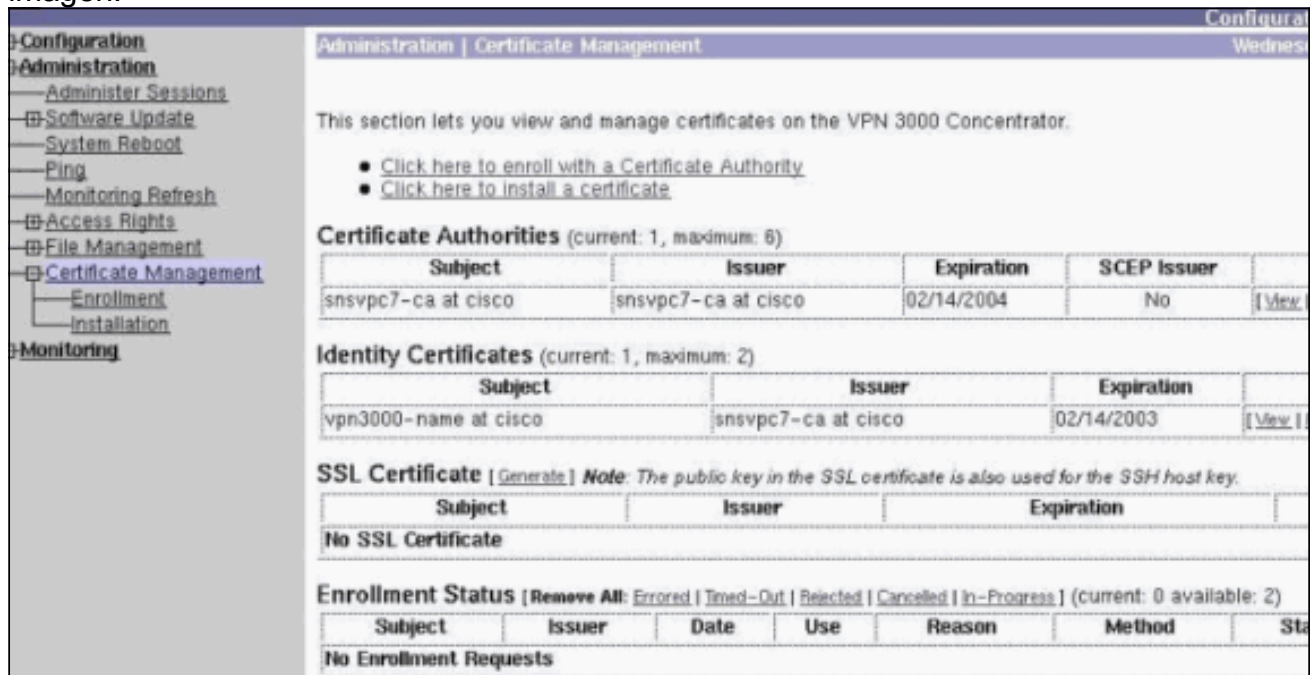 imagen:
Configura
Configuration
Administration
Administer Sessions
Software Update
System Reboot
Ping
Monitoring Refresh
Access Rights
File Management
Certificate Management
Enrollment
Installation
Monitoring
Administration | Certificate Management Wednes
This section lets you view and manage certificates on the VPN 3000 Concentrator.
Click here to enroll with a Certificate Authority
Click here to install a certificate
Certificate Authorities (current: 1, maximum: 6)
Subject Issuer Expiration SCEP Issuer
snsvpc7-ca at cisco snsvpc7-ca at cisco 02/14/2004 No [ View |
Identity Certificates (current: 1, maximum: 2)
Subject Issuer Expiration
vpn3000-name at cisco snsvpc7-ca at cisco 02/14/2003 [ View |
SSL Certificate [ Generate ] Note: The public key in the SSL certificate is also used for the SSH host key.
Subject Issuer Expiration
No SSL Certificate
Enrollment Status [ Remove All: Errored | Timed-Out | Rejected | Cancelled | In-Progress ] (current: 0 available: 2)
Subject Issuer Date Use Reason Method Sta
No Enrollment Requests